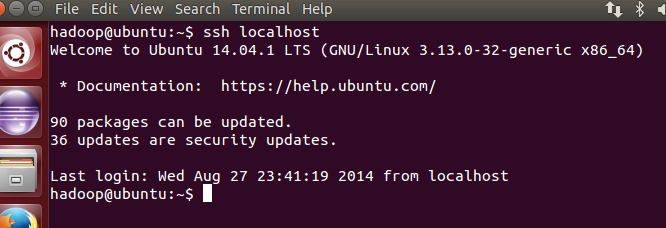 File Edit View Search Terminal Help
hadoop@ubuntu:~$ ssh localhost
Welcome to Ubuntu 14.04.1 LTS (GNU/Linux 3.13.0-32-generic x86_64)
* Documentation:  https://help.ubuntu.com/
90 packages can be updated.
36 updates are security updates.
Last login: Wed Aug 27 23:41:19 2014 from localhost
hadoop@ubuntu:~$